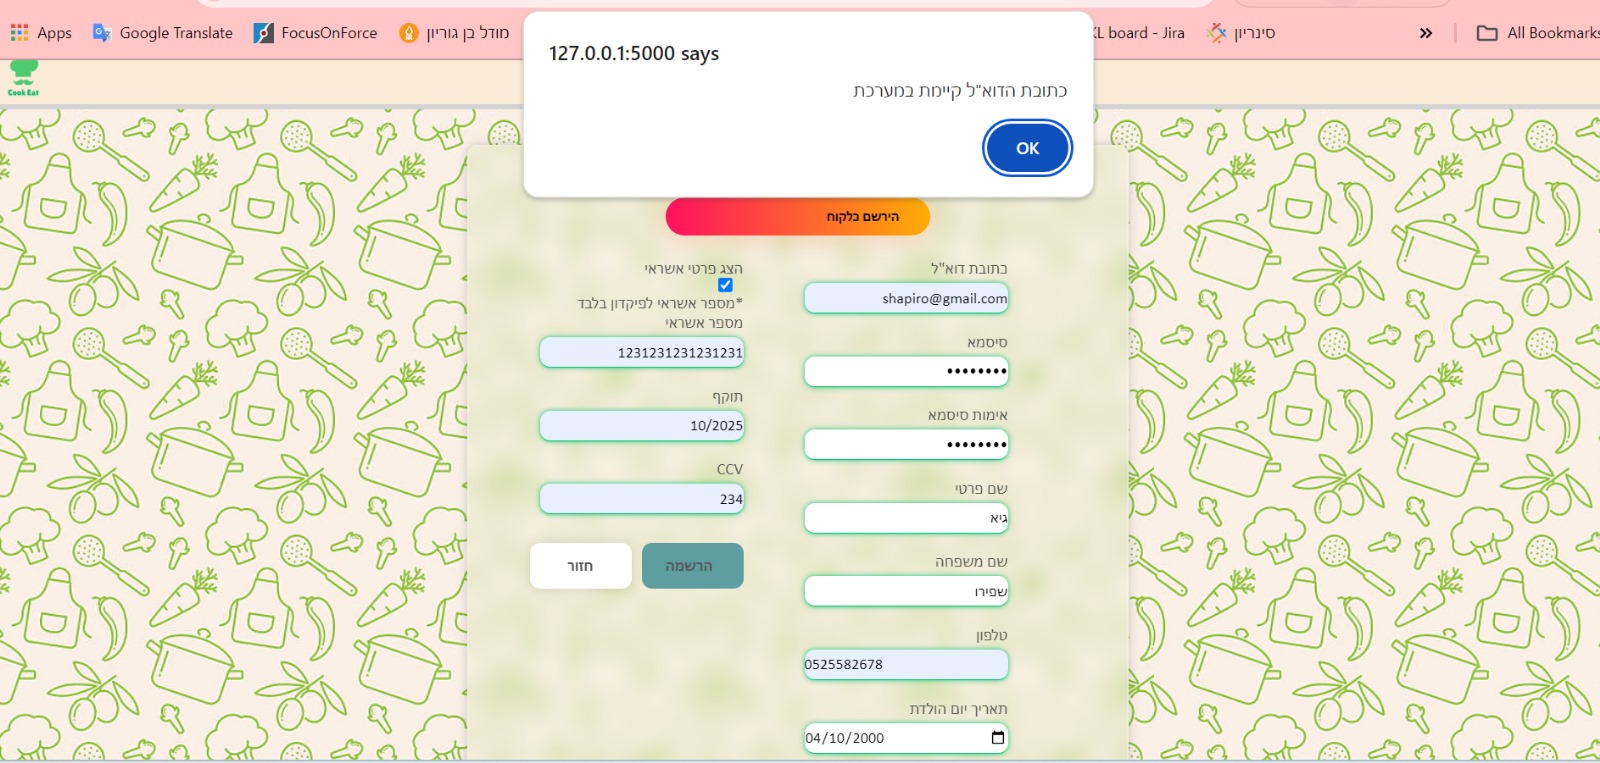 Apps Google Translate FocusOnForce מודל בן גוריון KL board - Jira סינריון » All Bookmarks
127.0.0.1:5000 says
כתובת הדוא"ל קיימת במערכת
OK
Cook Eat
הירשם כלקוח
כתובת דוא"ל
shapiro@gmail.com
סיסמא
••••••••
אימות סיסמא
••••••••
שם פרטי
גיא
שם משפחה
שפירו
טלפון
0525582678
תאריך יום הולדת
04/10/2000
הצג פרטי אשראי
*מספר אשראי לפיקדון בלבד
מספר אשראי
1231231231231231
תוקף
10/2025
CCV
234
הרשמה
חזור